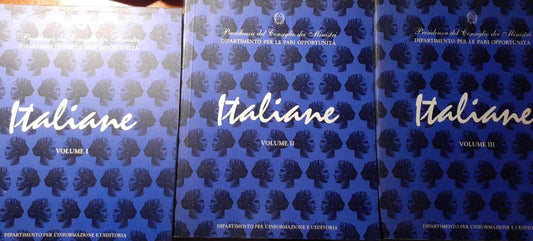 Presidenza del Consiglio dei Ministri
DIPARTIMENTO PER LE PARI OPPORTUNITÀ
Italiane
VOLUME I
DIPARTIMENTO PER L'INFORMAZIONE E L'EDITORIA
Presidenza del Consiglio dei Ministri
DIPARTIMENTO PER LE PARI OPPORTUNITÀ
Italiane
VOLUME II
DIPARTIMENTO PER L'INFORMAZIONE E L'EDITORIA
Presidenza del Consiglio dei Ministri
DIPARTIMENTO PER LE PARI OPPORTUNITÀ
Italiane
VOLUME III
DIPARTIMENTO PER L'INFORMAZIONE E L'EDITORIA